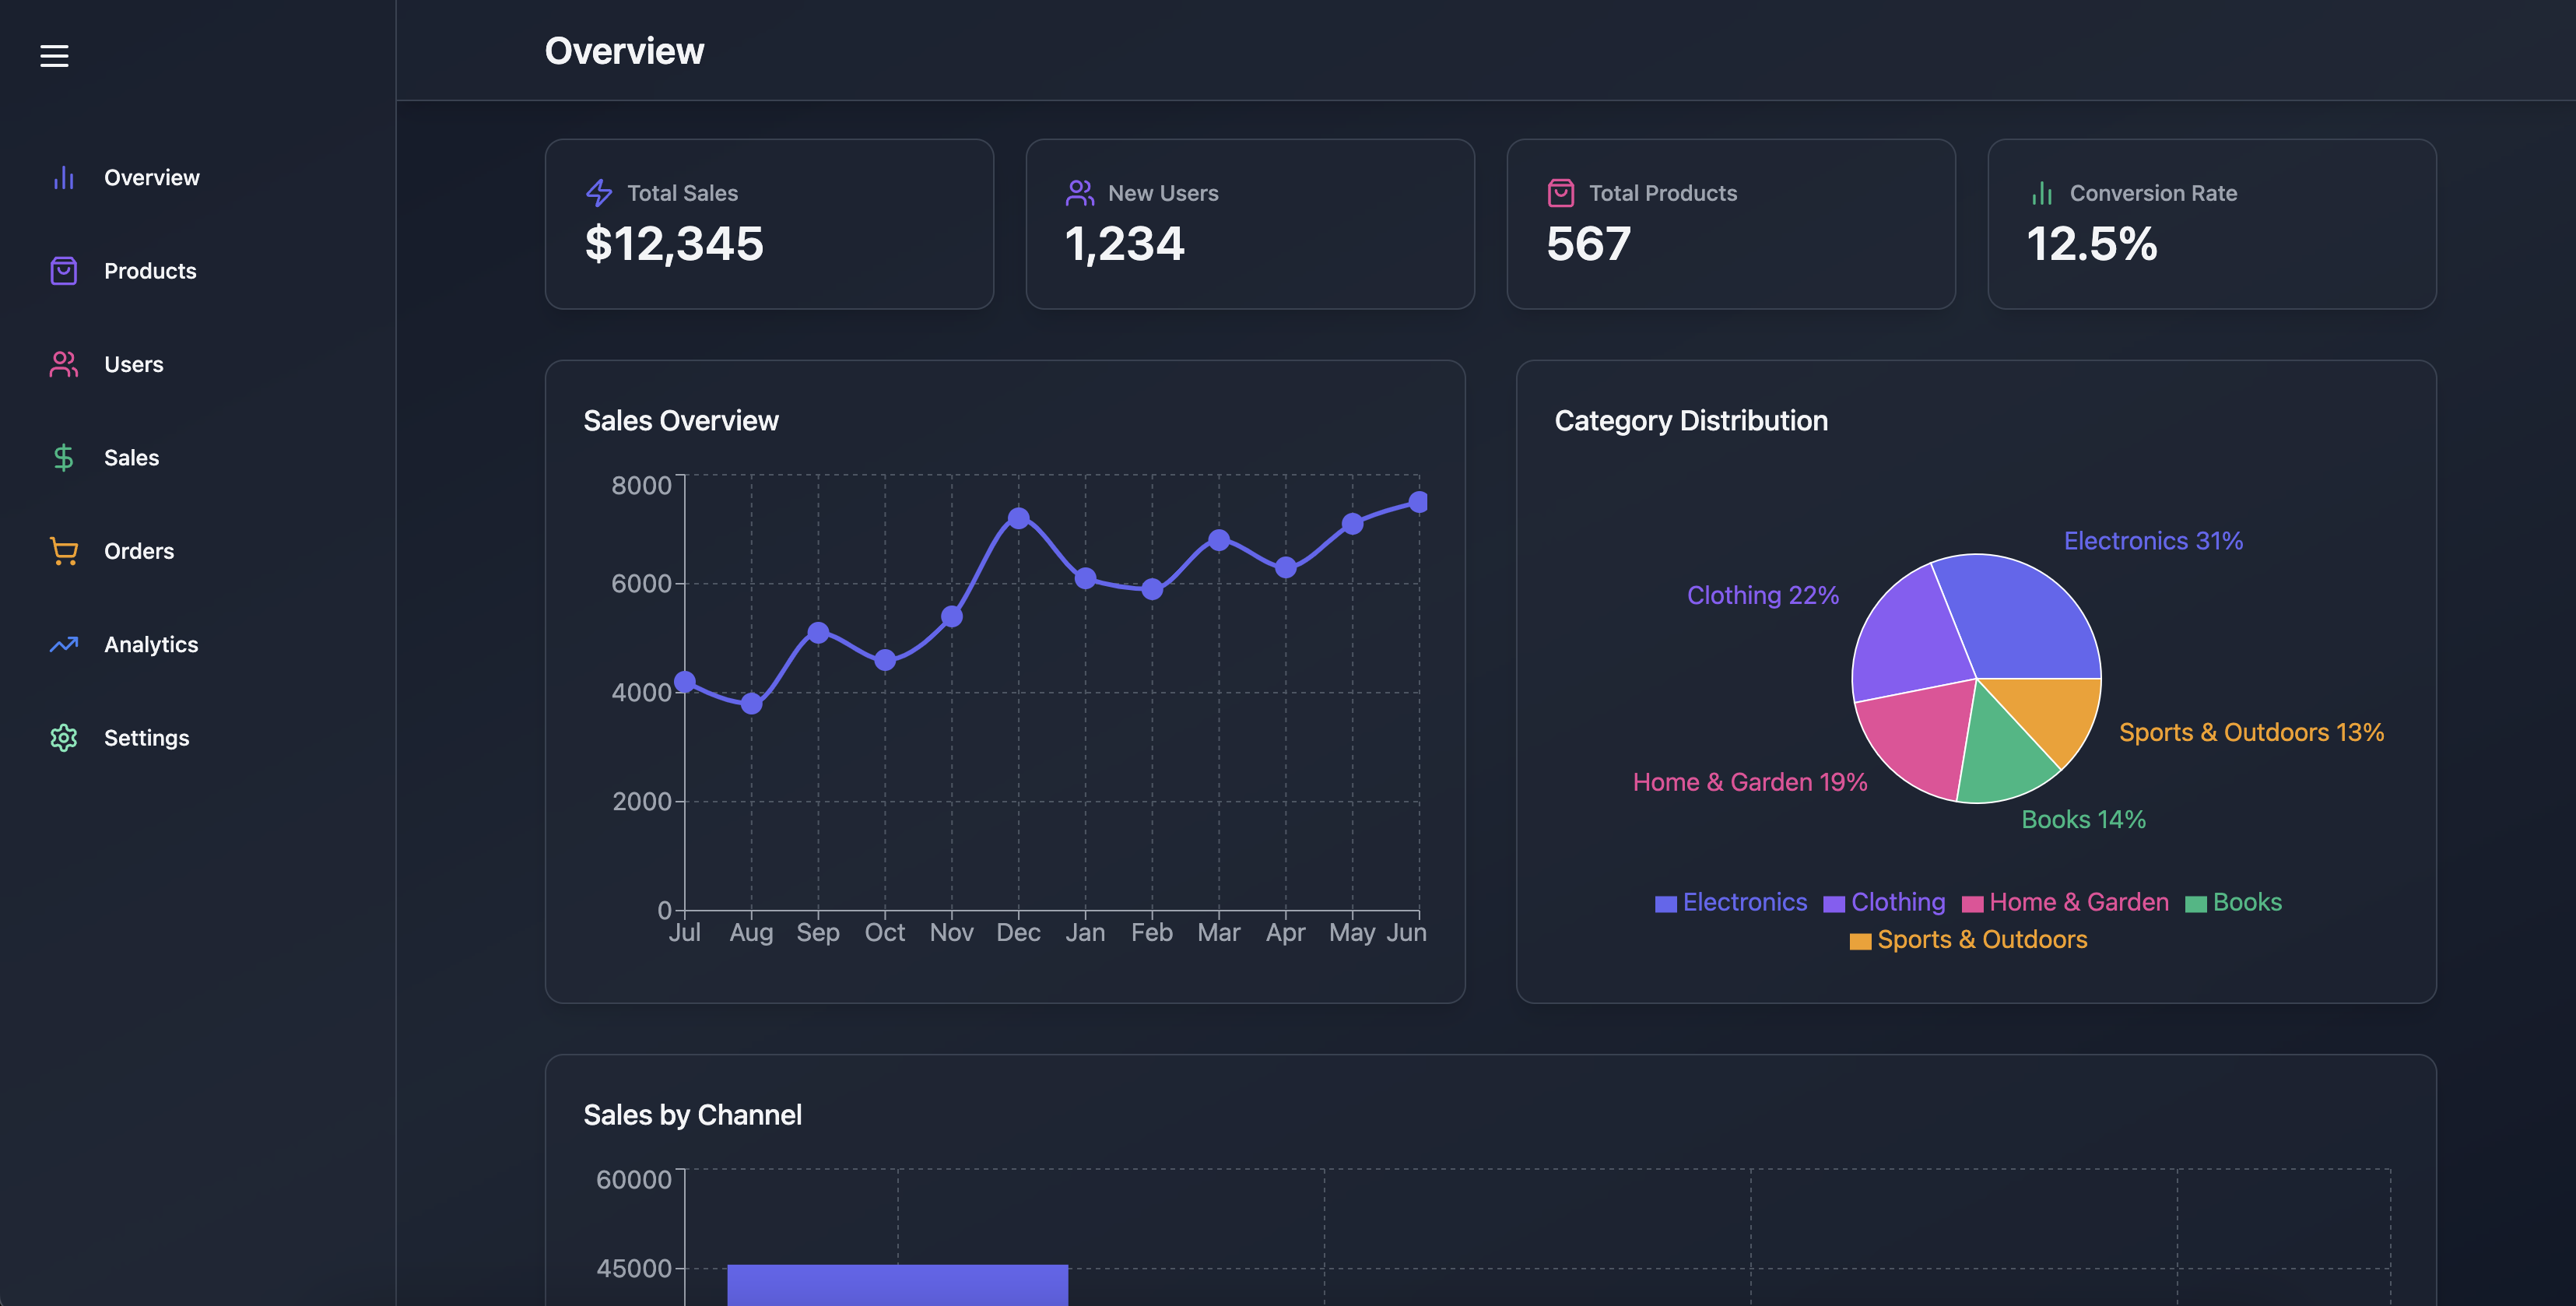 Overview
Overview
Products
Users
Sales
Orders
Analytics
Settings
Total Sales
$12,345
New Users
1,234
Total Products
567
Conversion Rate
12.5%
Sales Overview
8000
6000
4000
2000
0
Jul Aug Sep Oct Nov Dec Jan Feb Mar Apr May Jun
Category Distribution
Electronics 31%
Clothing 22%
Sports & Outdoors 13%
Home & Garden 19%
Books 14%
Electronics Clothing Home & Garden Books
Sports & Outdoors
Sales by Channel
60000
45000